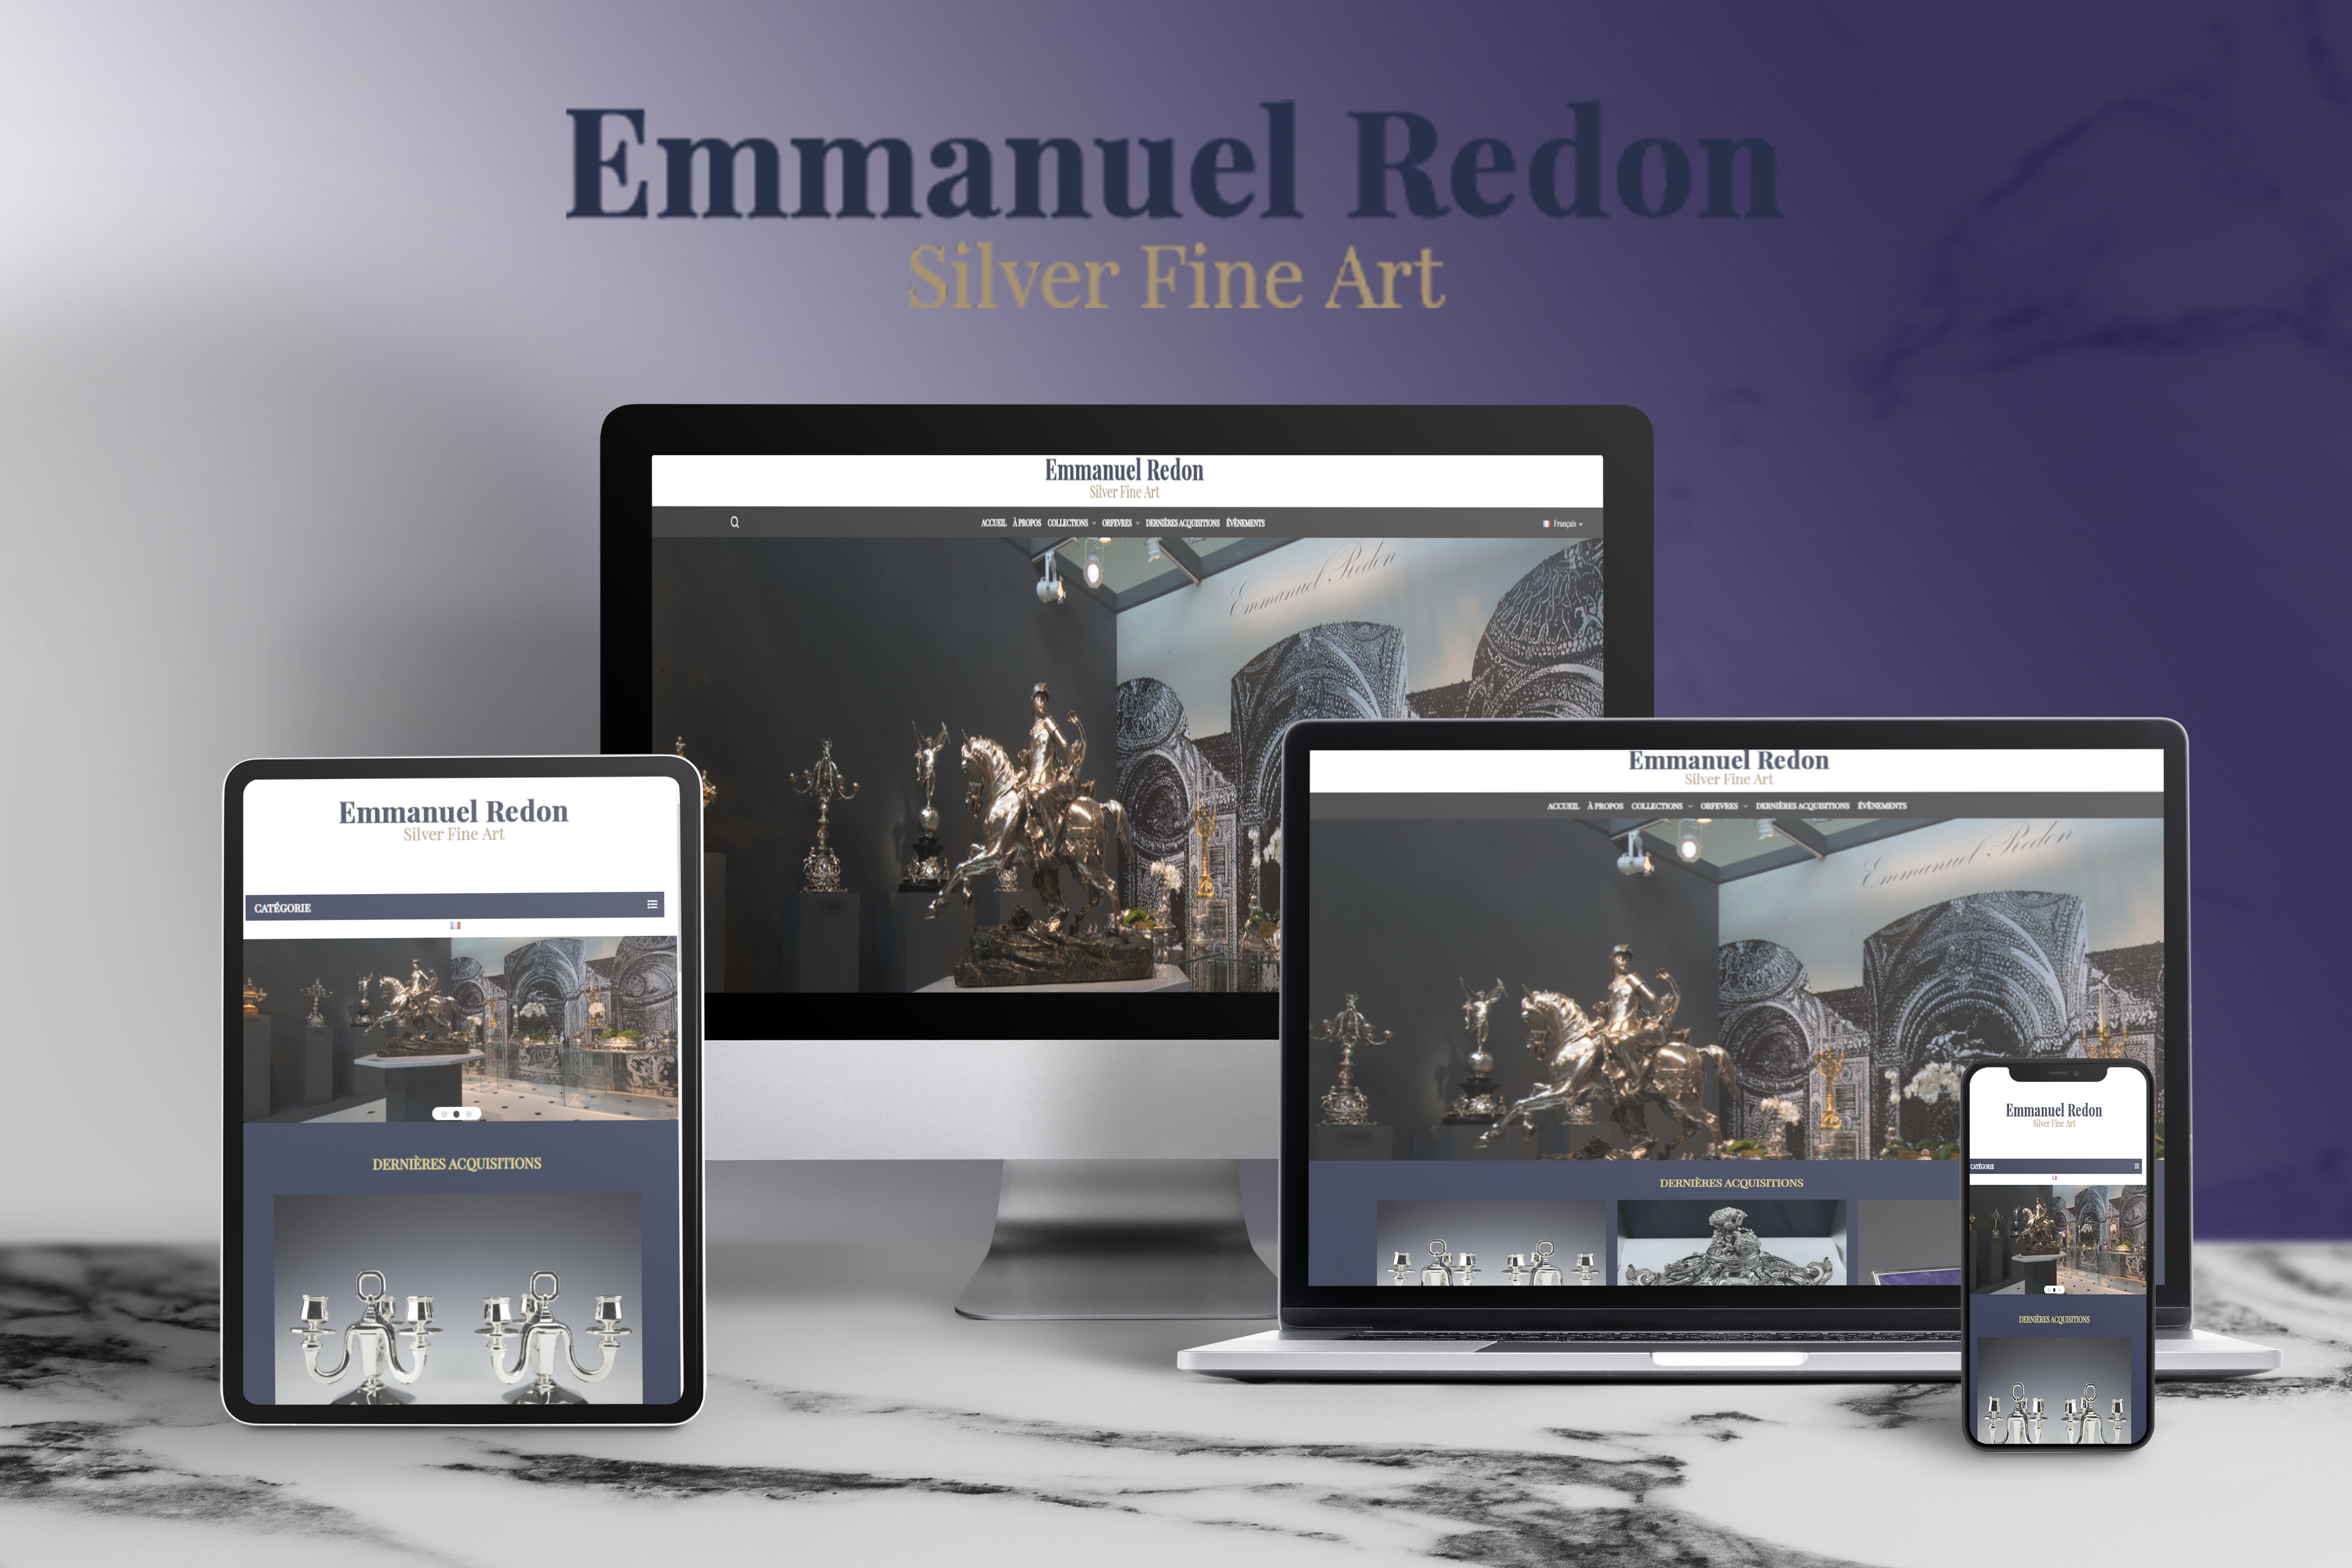 Emmanuel Redon
Silver Fine Art
Emmanuel Redon
Silver Fine Art
ACCUEIL À PROPOS COLLECTIONS ORFEVRES DERNIÈRES ACQUISITIONS ÉVÈNEMENTS
Français
Emmanuel Redon
Emmanuel Redon
Silver Fine Art
ACCUEIL À PROPOS COLLECTIONS ORFEVRES DERNIÈRES ACQUISITIONS ÉVÈNEMENTS
Emmanuel Redon
DERNIÈRES ACQUISITIONS
Emmanuel Redon
Silver Fine Art
CATÉGORIE
DERNIÈRES ACQUISITIONS
Emmanuel Redon
Silver Fine Art
CATÉGORIE
DERNIÈRES ACQUISITIONS